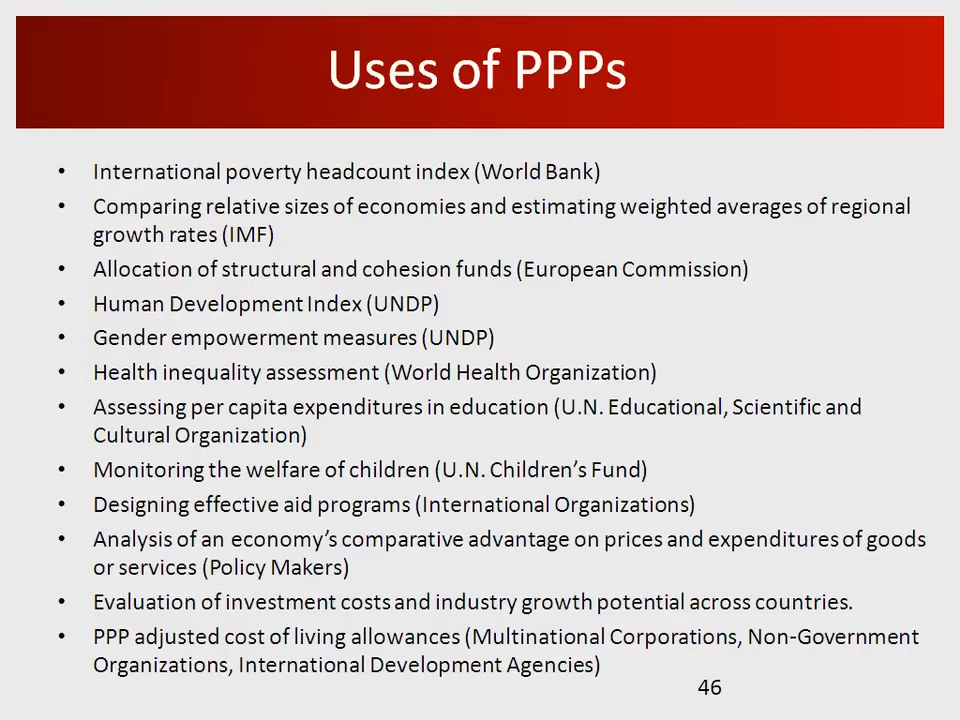 Uses of PPPs
• International poverty headcount index (World Bank)
• Comparing relative sizes of economies and estimating weighted averages of regional
growth rates (IMF)
• Allocation of structural and cohesion funds (European Commission)
• Human Development Index (UNDP)
• Gender empowerment measures (UNDP)
• Health inequality assessment (World Health Organization)
• Assessing per capita expenditures in education (U.N. Educational, Scientific and
Cultural Organization)
• Monitoring the welfare of children (U.N. Children’s Fund)
• Designing effective aid programs (International Organizations)
• Analysis of an economy’s comparative advantage on prices and expenditures of goods
or services (Policy Makers)
• Evaluation of investment costs and industry growth potential across countries.
• PPP adjusted cost of living allowances (Multinational Corporations, Non-Government
Organizations, International Development Agencies)
46